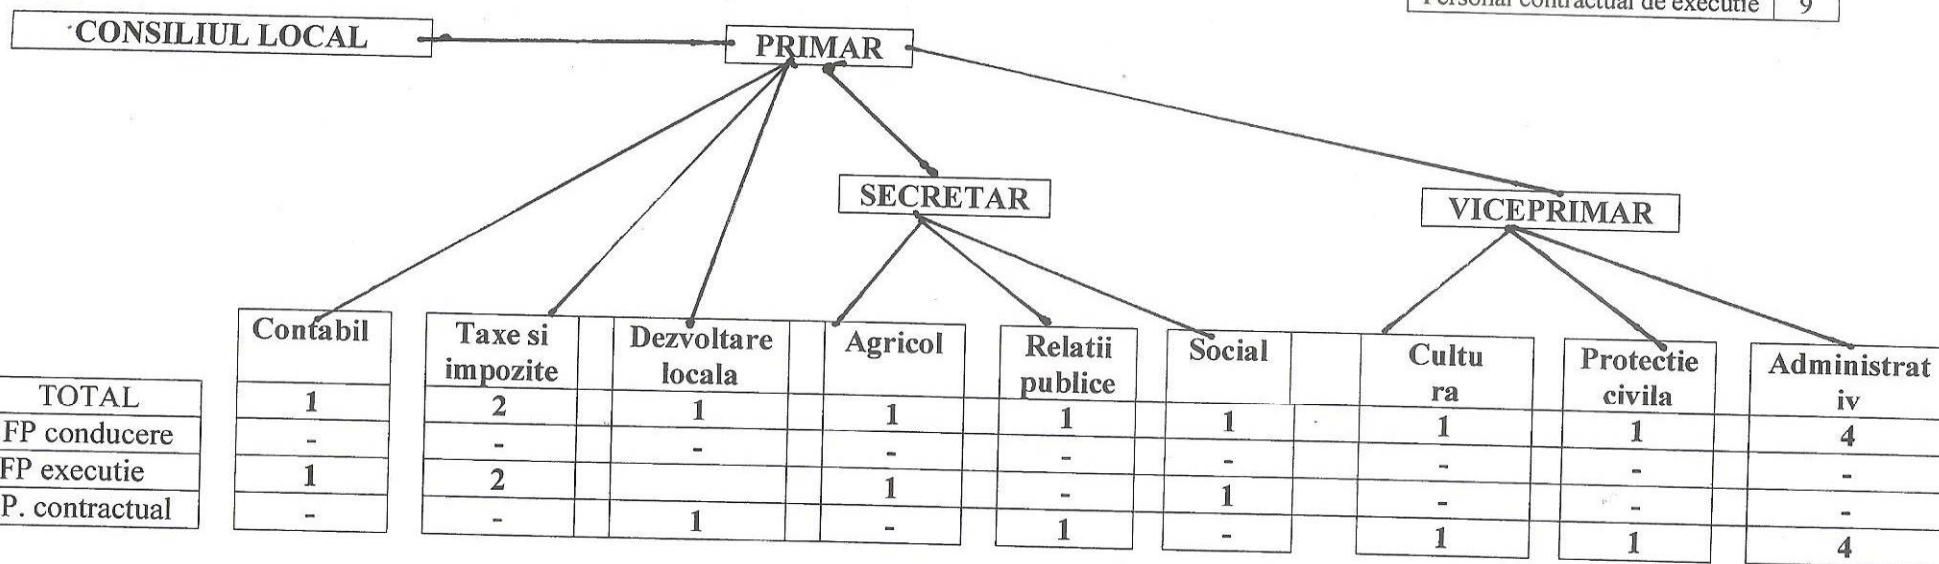 Personal contractual de executie 9
CONSILIUL LOCAL
PRIMAR
SECRETAR
VICEPRIMAR
Contabil
Taxe si
impozite
Dezvoltare
locala
Agricol
Relatii
publice
Social
Cultu
ra
Protectie
civila
Administrat
iv
TOTAL 1 2 1 1 1 1 1 1 4
FP conducere - - - - - - - - -
FP executie 1 2 1 - 1 - - -
P. contractual - - 1 - 1 - 1 1 4